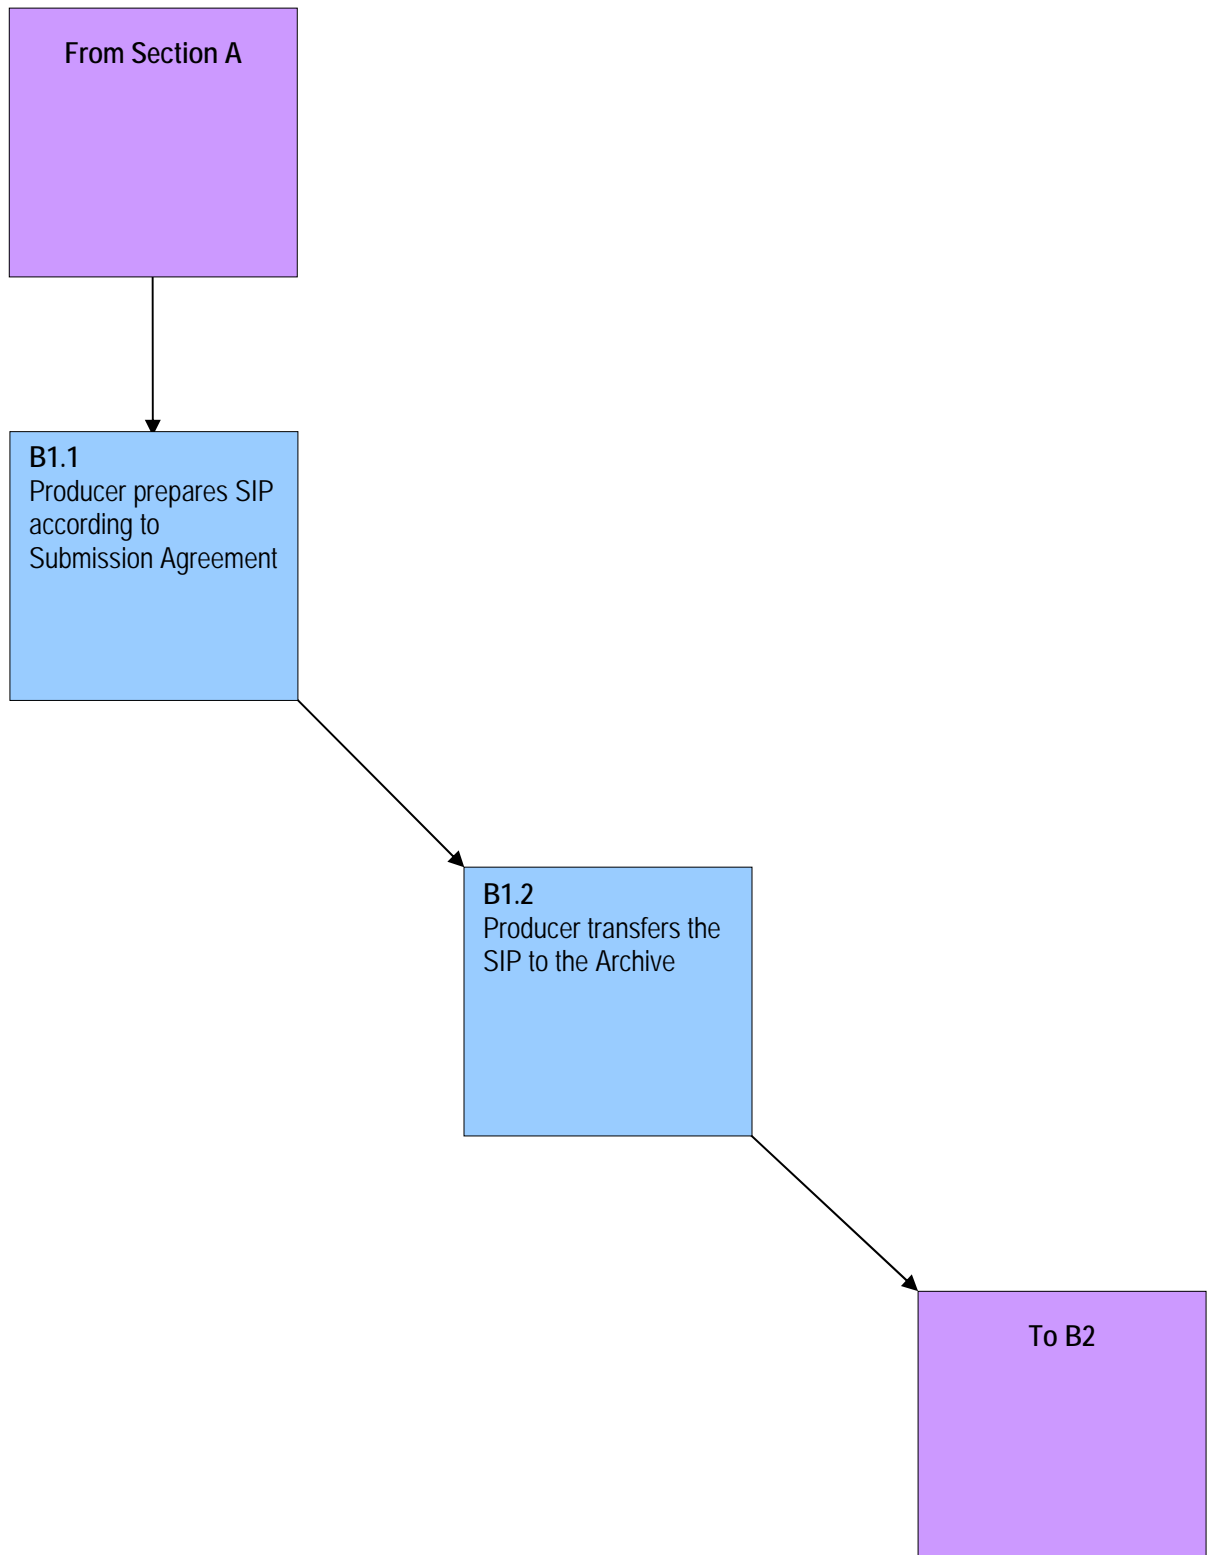 From Section A
B1.1
Producer prepares SIP
according to
Submission Agreement
B1.2
Producer transfers the
SIP to the Archive
To B2